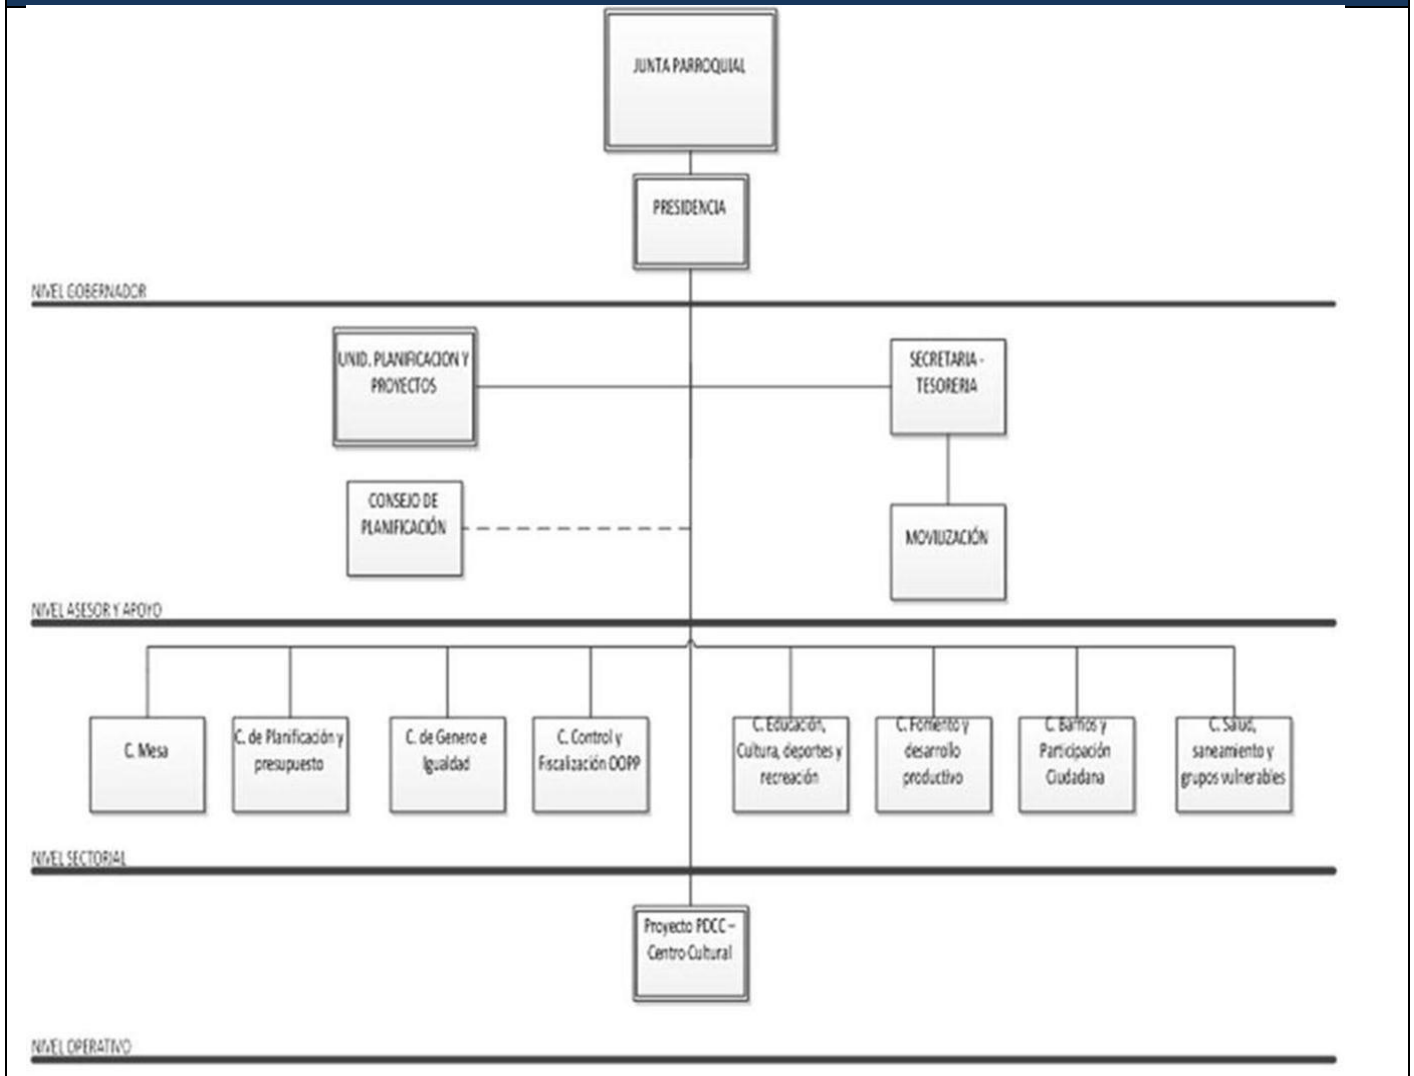 JUNTA PARROQUIAL
PRESIDENCIA
NIVEL GOBERNADOR
UNID. PLANIFICACION Y
PROYECTOS
SECRETARIA -
TESORERIA
CONSEJO DE
PLANIFICACIÓN
MOVILIZACIÓN
NIVEL ASESOR Y APOYO
C. Mesa
C. de Planificación y
presupuesto
C. de Genero e
Igualdad
C. Control y
Fiscalización OOPP
C. Educación,
Cultura, deportes y
recreación
C. Fomento y
desarrollo
productivo
C. Barrios y
Participación
Ciudadana
C. Salud,
saneamiento y
grupos vulnerables
NIVEL SECTORIAL
Proyecto PDCC –
Centro Cultural
NIVEL OPERATIVO